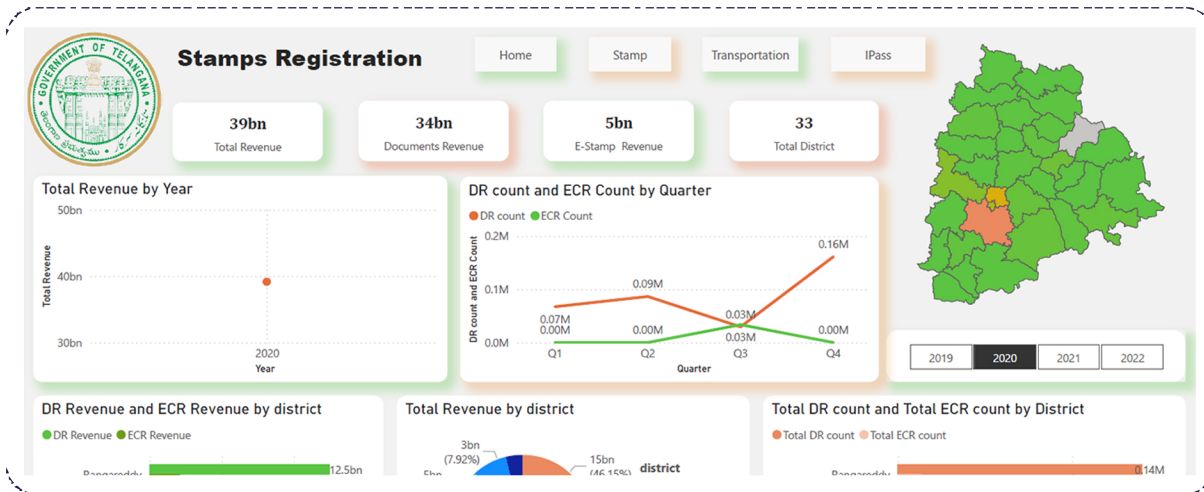 GOVERNMENT OF TELANGANA
Stamps Registration
Home
Stamp
Transportation
IPass
39bn
Total Revenue
34bn
Documents Revenue
5bn
E-Stamp Revenue
33
Total District
Total Revenue by Year
50bn
40bn
30bn
Total Revenue
2020
Year
DR count and ECR Count by Quarter
DR count
ECR Count
DR count and ECR Count
0.2M
0.1M
0.0M
0.07M
0.00M
0.09M
0.00M
0.03M
0.03M
0.16M
0.00M
Q1
Q2
Q3
Q4
Quarter
2019
2020
2021
2022
DR Revenue and ECR Revenue by district
DR Revenue
ECR Revenue
Rangareddy
12.5bn
Total Revenue by district
3bn
(7.92%)
5bn
15bn
(46.15%)
district
Total DR count and Total ECR count by District
Total DR count
Total ECR count
Rangareddy
0.14M